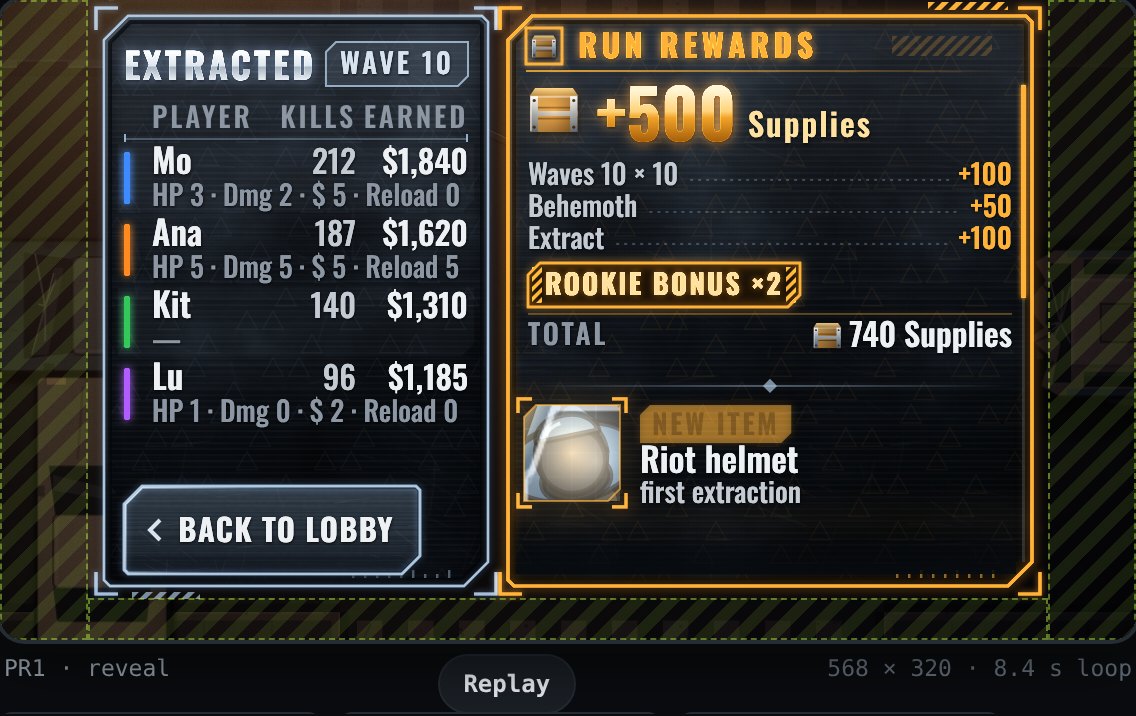 EXTRACTED WAVE 10
PLAYER KILLS EARNED
Mo 212 $1,840
HP 3 · Dmg 2 · $ 5 · Reload 0
Ana 187 $1,620
HP 5 · Dmg 5 · $ 5 · Reload 5
Kit 140 $1,310
—
Lu 96 $1,185
HP 1 · Dmg 0 · $ 2 · Reload 0
BACK TO LOBBY
RUN REWARDS
+500 Supplies
Waves 10 × 10 +100
Behemoth +50
Extract +100
ROOKIE BONUS ×2
TOTAL 740 Supplies
NEW ITEM
Riot helmet
first extraction
PR1 · reveal
Replay
568 × 320 · 8.4 s loop